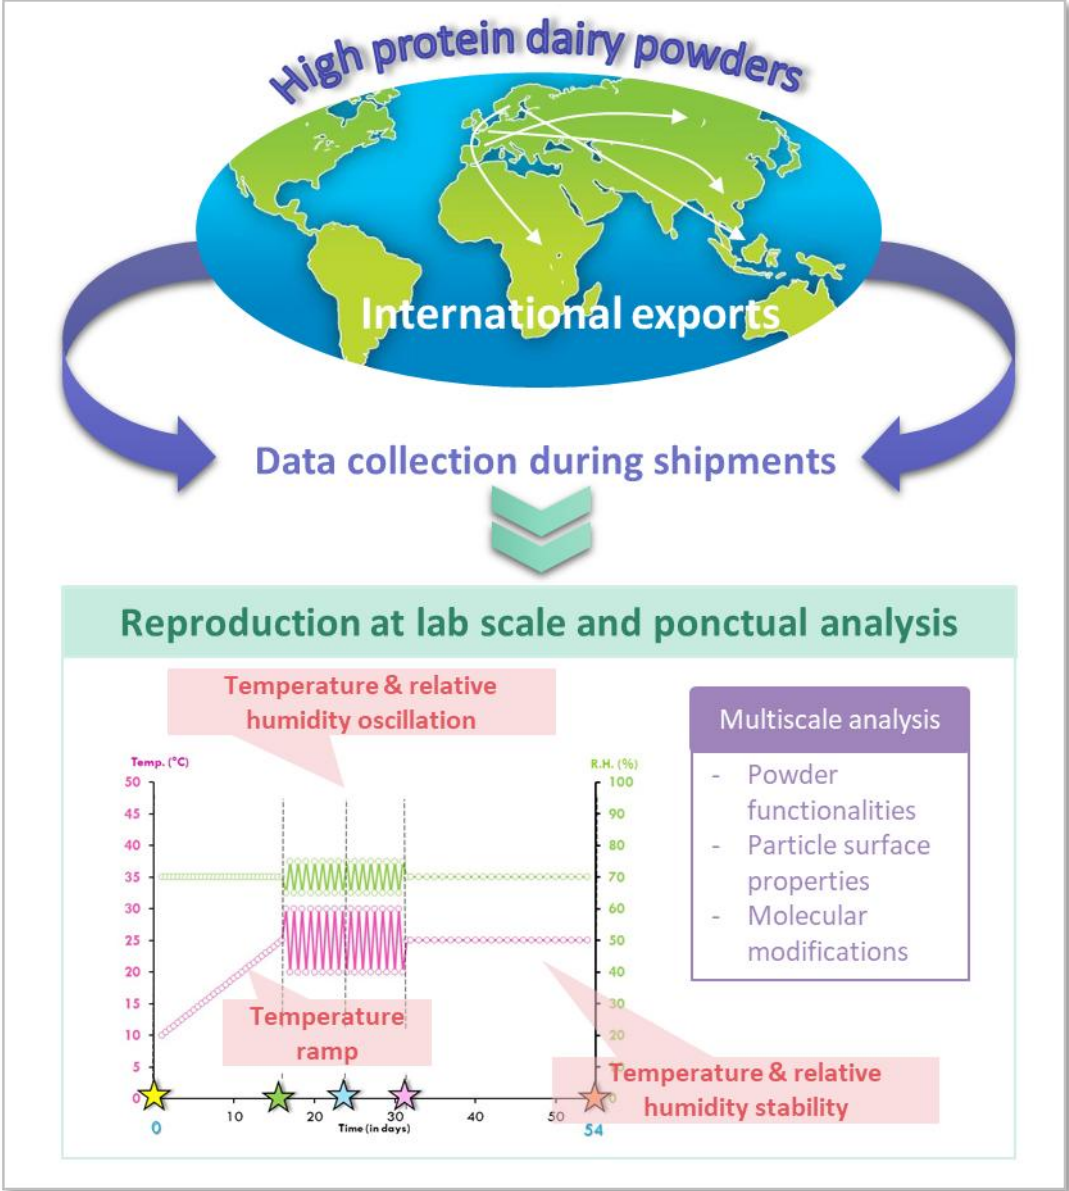 High protein dairy powders
International exports
Data collection during shipments
Reproduction at lab scale and ponctual analysis
Temperature & relative
humidity oscillation
Multiscale analysis
- Powder
functionalities
- Particle surface
properties
- Molecular
modifications
Temp. (°C)
R.H. (%)
50
45
40
35
30
25
20
15
10
5
0
100
90
80
70
60
50
40
30
20
0
Temperature
ramp
Temperature & relative
humidity stability
10
20
30
40
50
Time (in days)
0
54